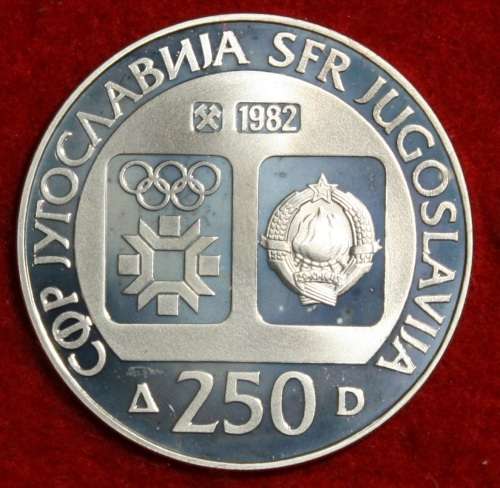 СФР ЈУГОСЛАВИЈА SFR JUGOSLAVIJA
1982
Д 250 D